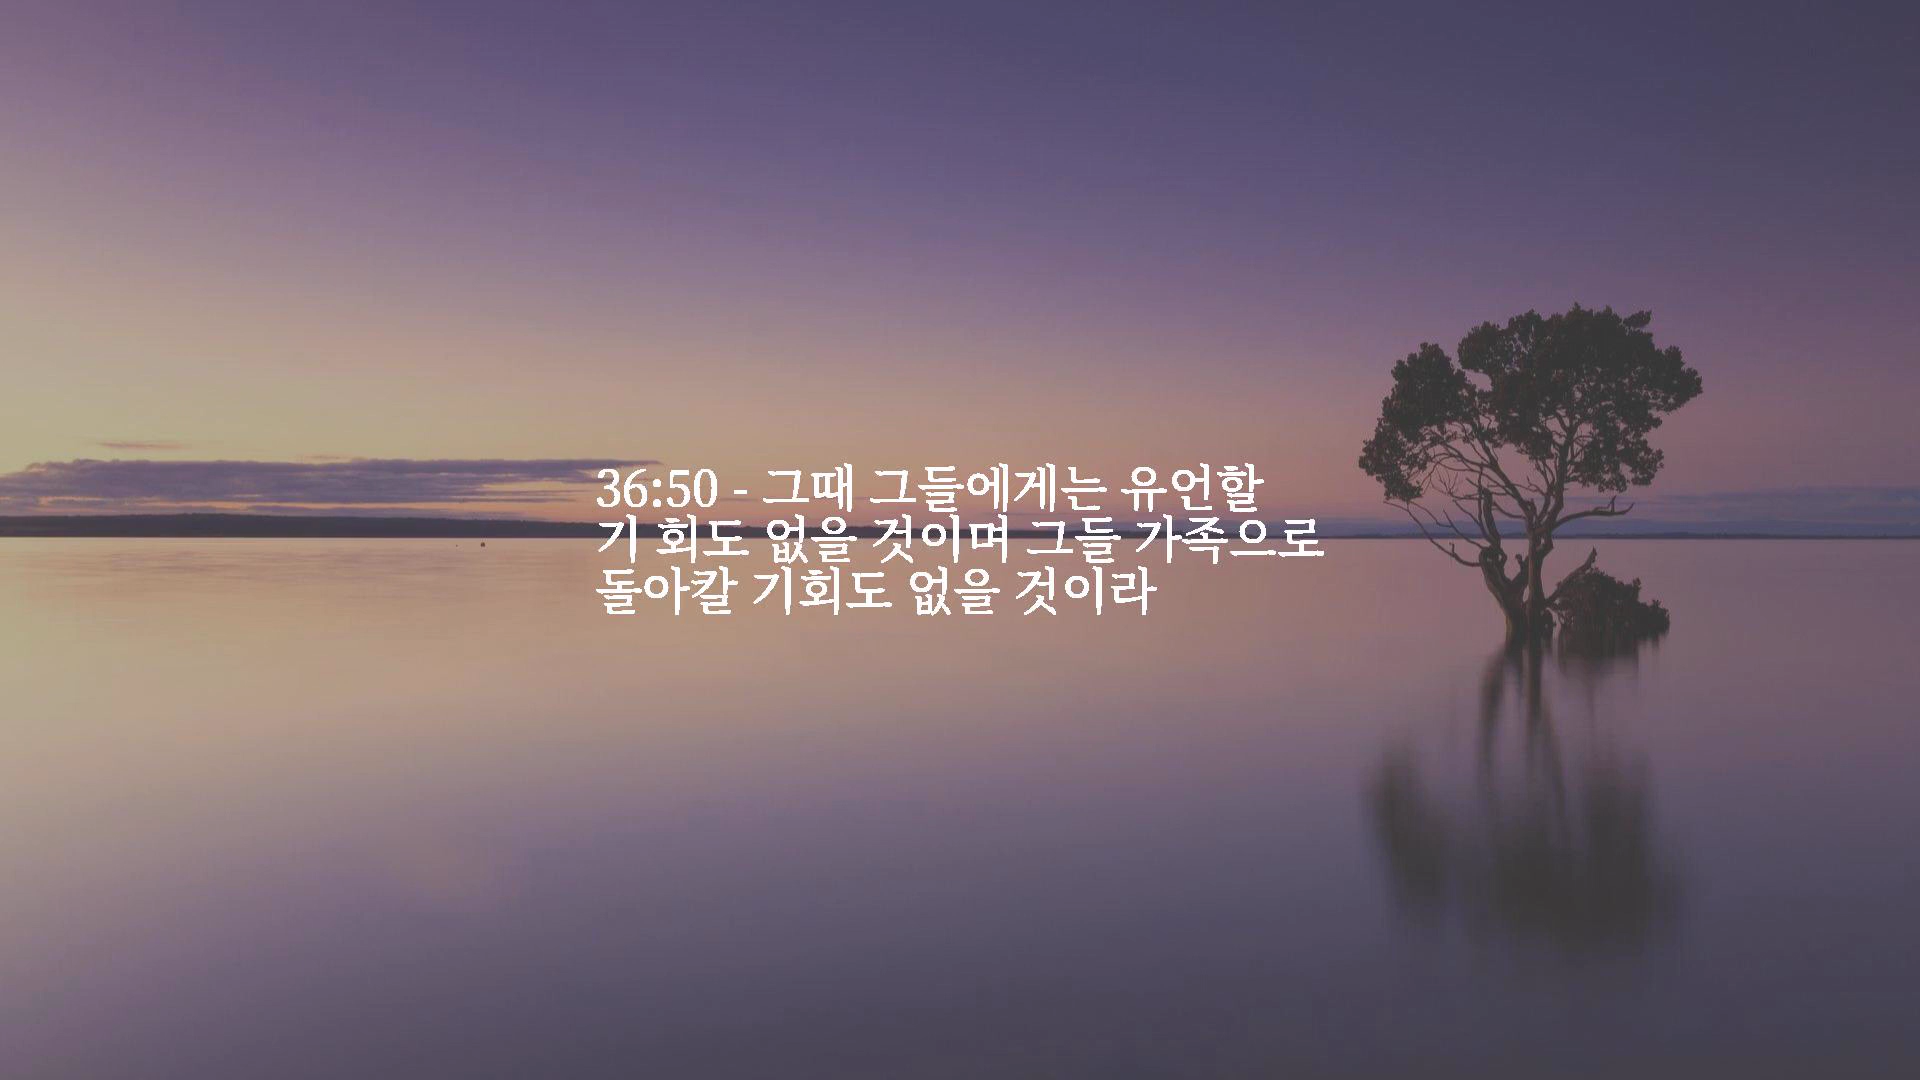 36:50 - 그때 그들에게는 유언할
기 회도 없을 것이며 그들 가족으로
돌아칼 기회도 없을 것이라